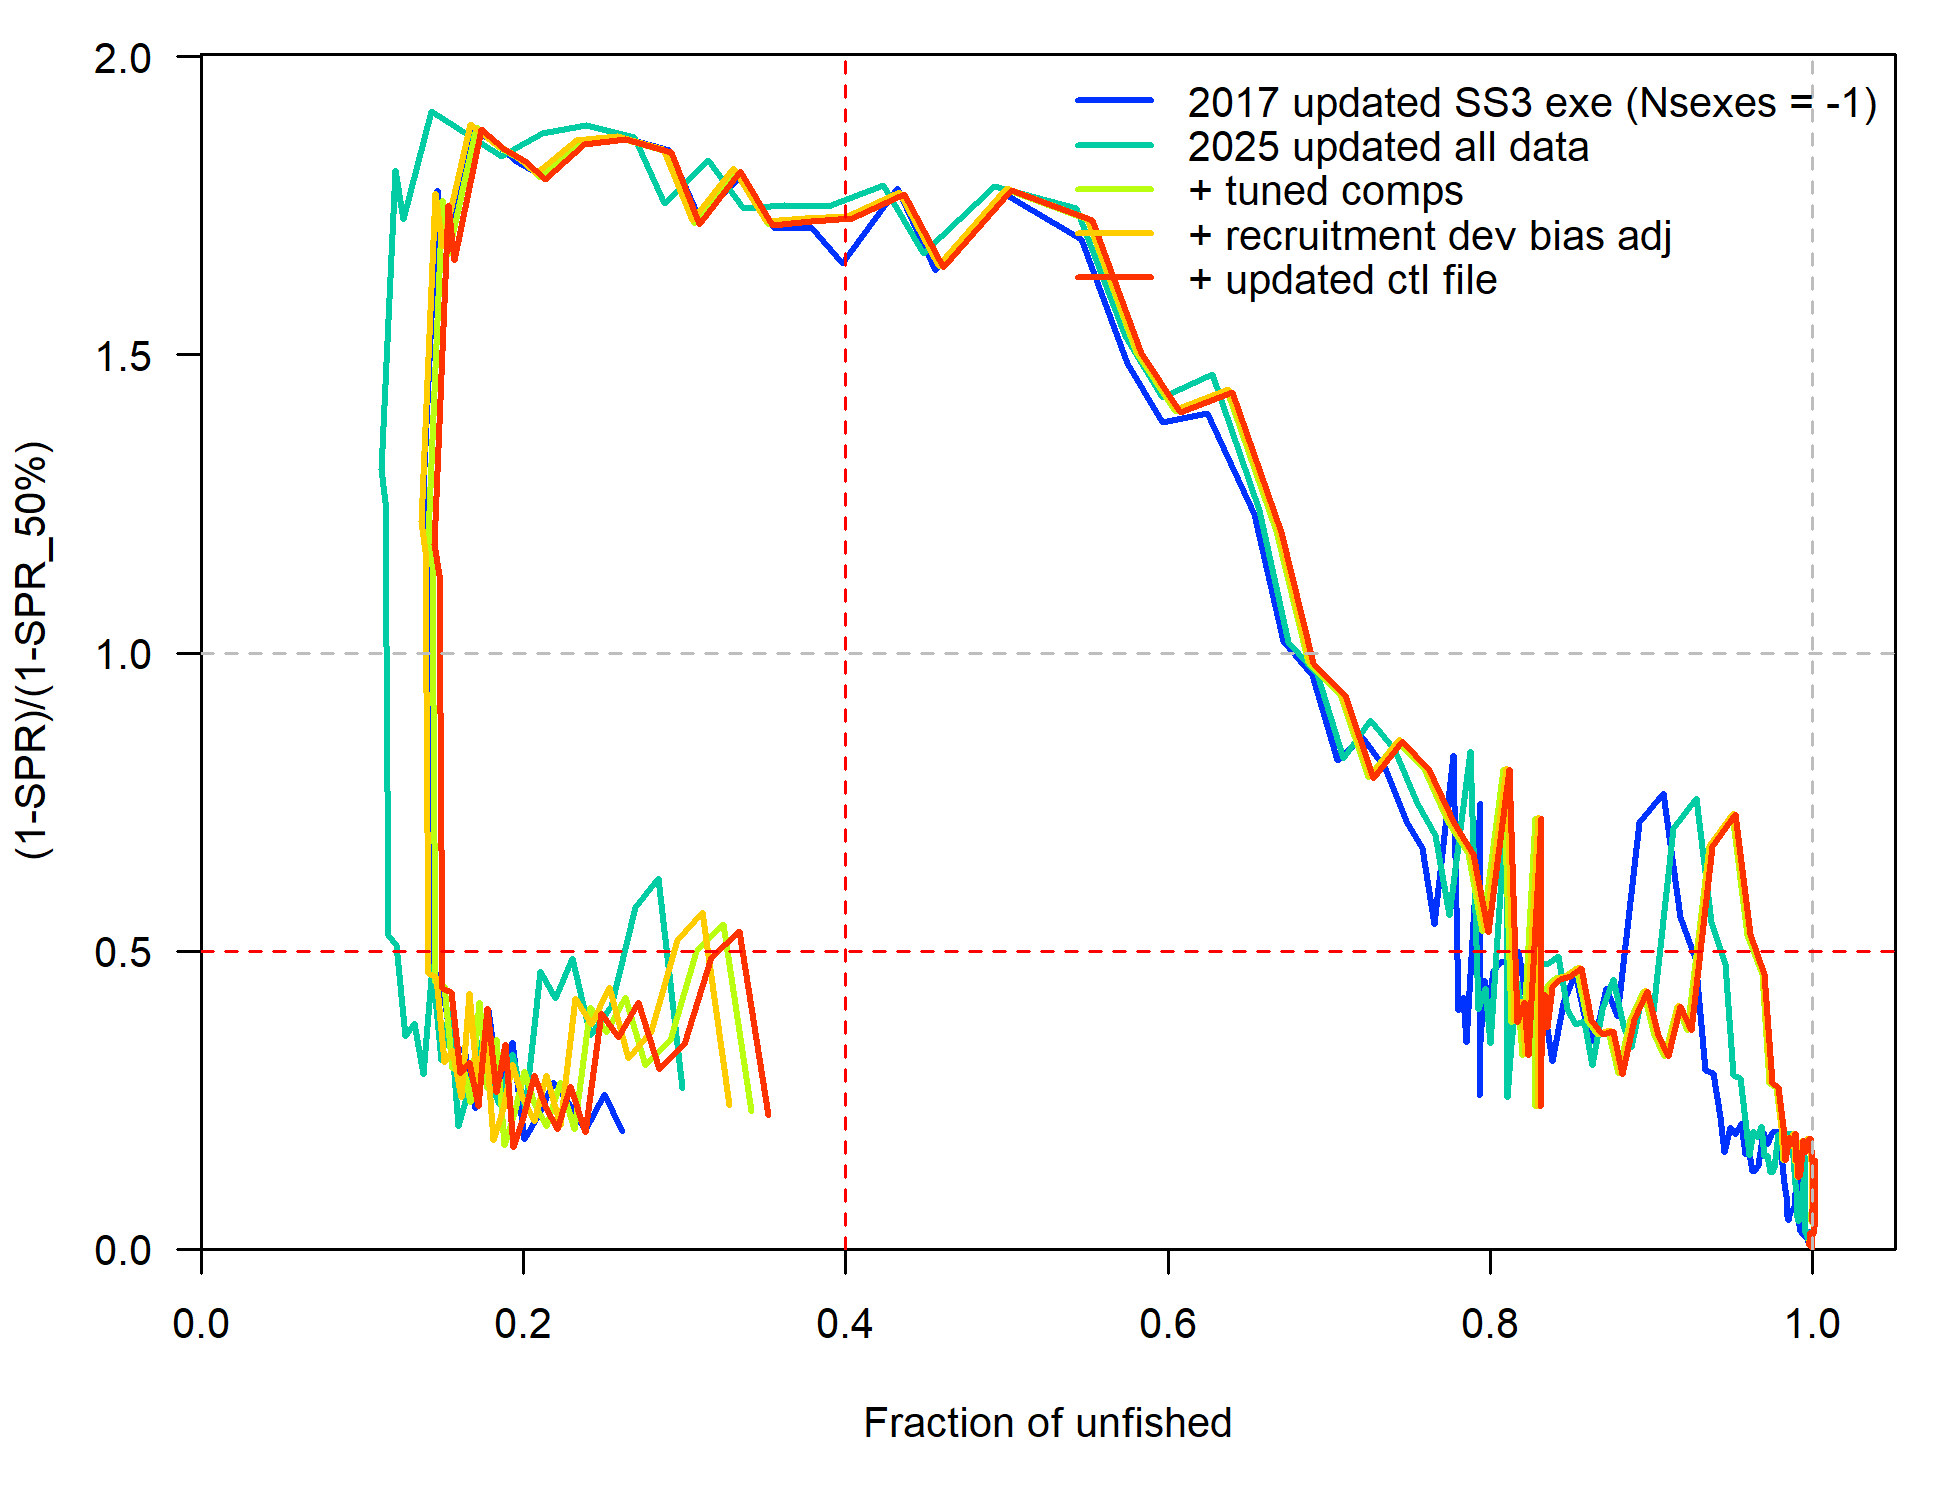 2.0
1.5
1.0
0.5
0.0
(1-SPR)/(1-SPR_50%)
2017 updated SS3 exe (Nsexes = -1)
2025 updated all data
+ tuned comps
+ recruitment dev bias adj
+ updated ctl file
0.0 0.2 0.4 0.6 0.8 1.0
Fraction of unfished